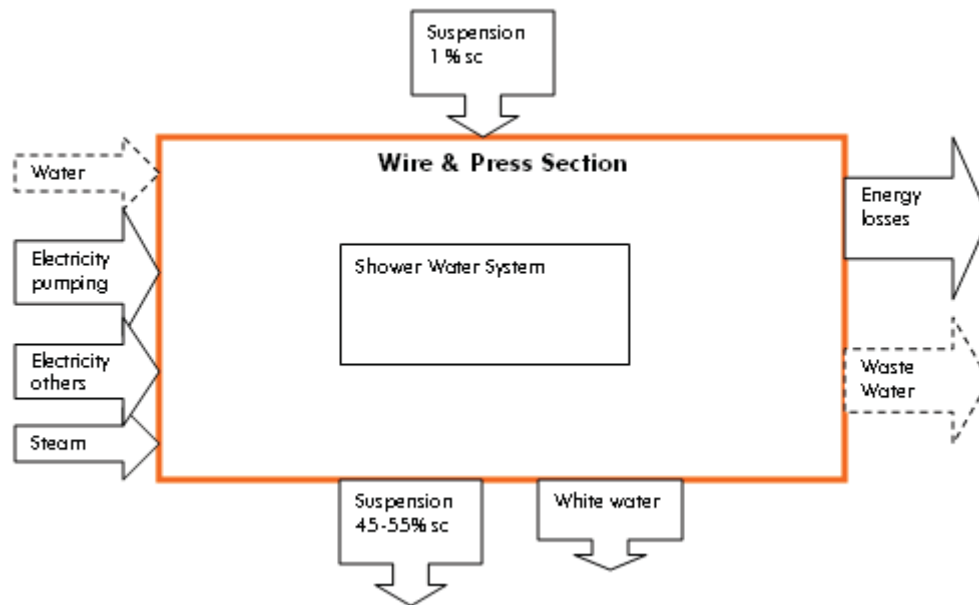 Suspension
1 % sc
Wire & Press Section
Water
Energy
losses
Electricity
pumping
Shower Water System
Electricity
others
Waste
Water
Steam
Suspension
45-55% sc
White water